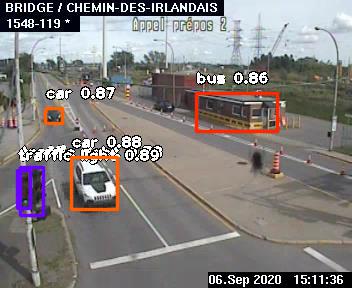 BRIDGE / CHEMIN-DES-IRLANDAIS
1548-119 *
Appel prépos 2
bus 0.86
car 0.87
car 0.88
traffic light 0.89
06.Sep 2020 15:11:36